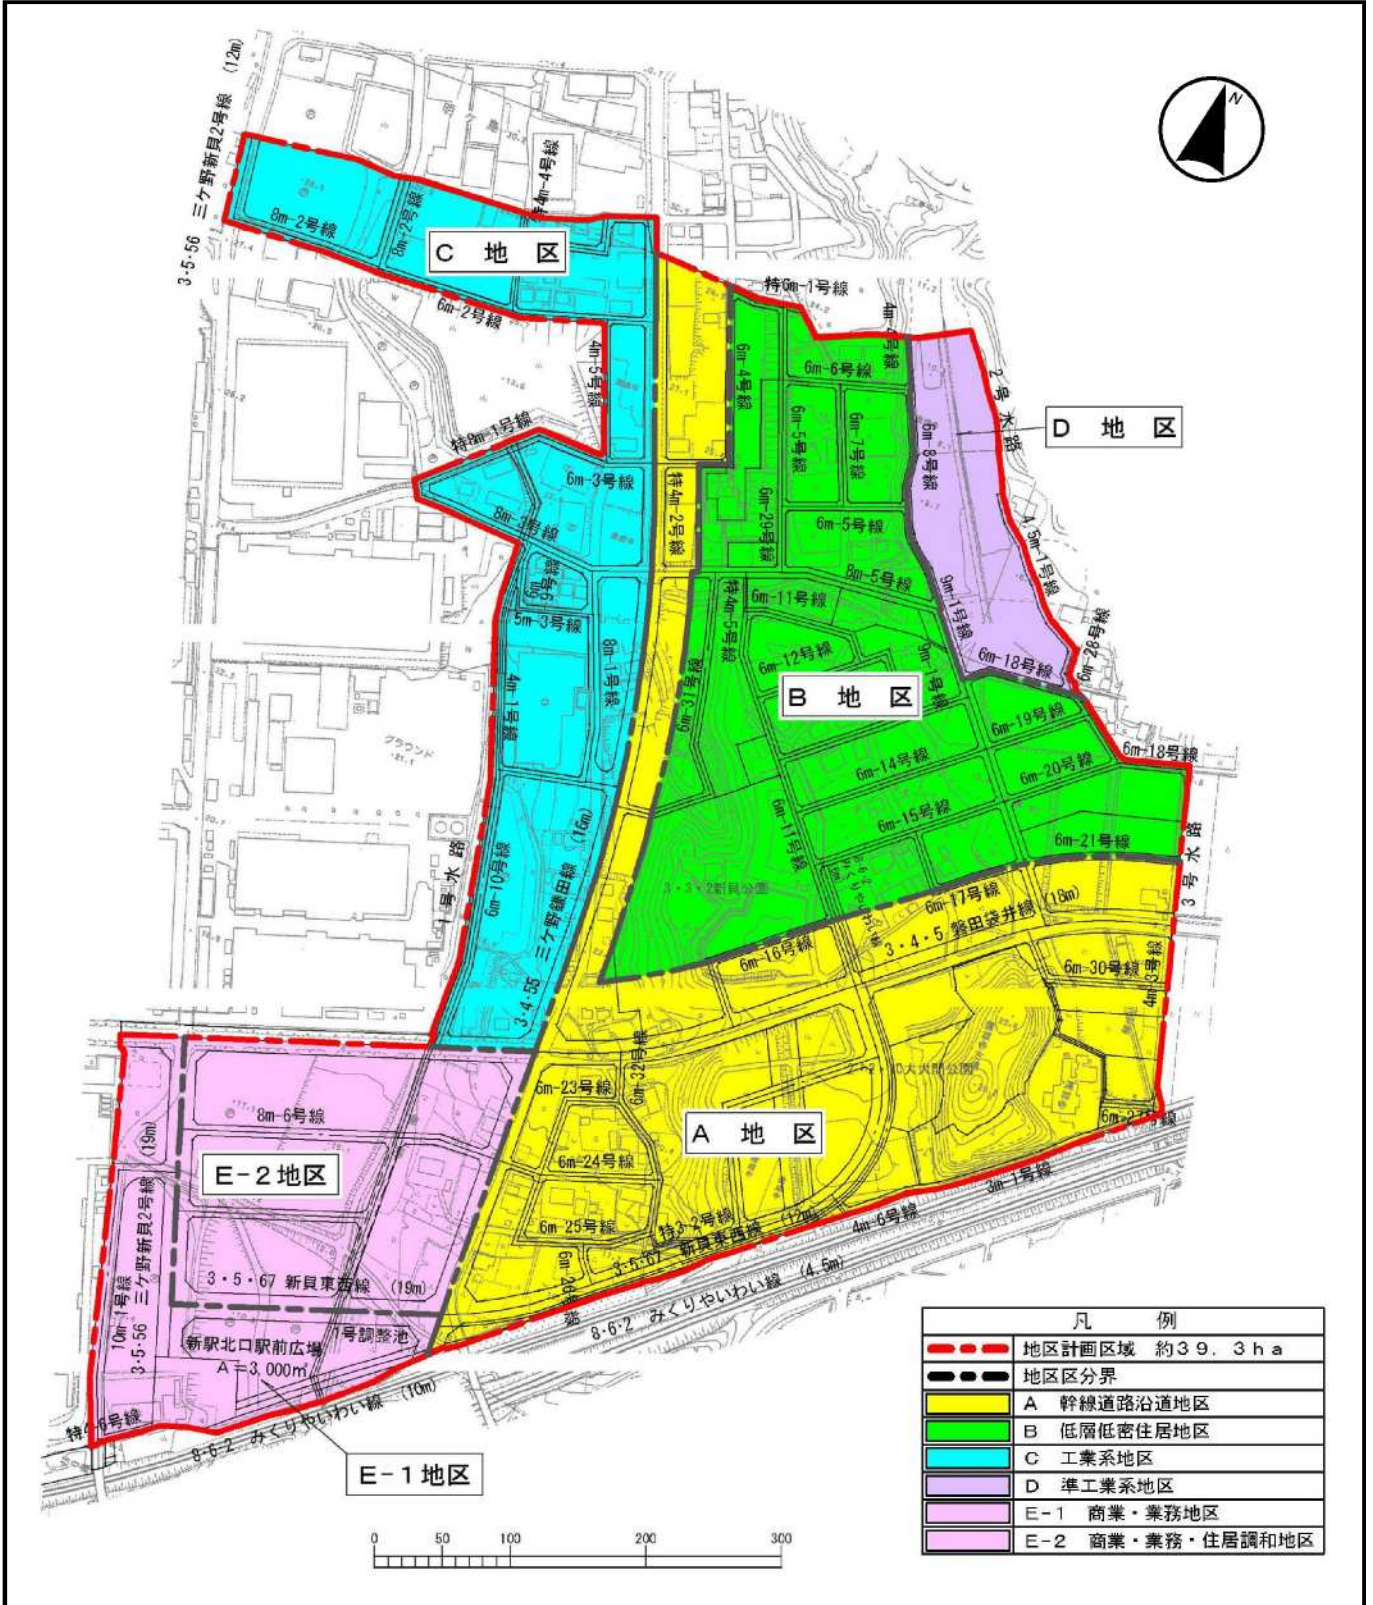 N
3・5・56 三ケ野新貝2号線 (12m)
8m-2号線
8m-2号線
特4m-4号線
C 地区
6m-2号線
特6m-1号線
4m-5号線
6m-4号線
6m-6号線
2号水路
D 地区
6m-5号線
6m-7号線
6m-8号線
特8m-1号線
6m-3号線
特4m-2号線
8m-3号線
6m-29号線
6m-5号線
4.5m-1号線
8m-5号線
6m-9号線
特4m-5号線
6m-11号線
9m-1号線
5m-3号線
6m-28号線
8m-1号線
6m-12号線
6m-18号線
9m-1号線
B 地区
4m-1号線
6m-31号線
6m-19号線
グラウンド
6m-18号線
6m-14号線
6m-20号線
6m-15号線
6m-11号線
6m-21号線
3号水路
1号水路
6m-10号線
3・4・55 三ケ野鎌田線 (16m)
3・3・2新貝公園
8・6・2 みくりやいわい線
6m-17号線
3・4・5 磐田袋井線 (18m)
6m-16号線
6m-30号線
4m-3号線
6m-32号線
6m-23号線
8m-6号線
A 地区
6m-27号線
(19m)
E-2地区
6m-24号線
3m-1号線
6m-25号線
特3-2号線
4m-6号線
3・5・67 新貝東西線 (12m)
3・5・67 新貝東西線 (19m)
6m-26号線
10m-1号線
3・5・56 三ケ野新貝2号線
新駅北口駅前広場
A=3,000㎡
1号調整池
8・6・2 みくりやいわい線 (4.5m)
特4-6号線
8・6・2 みくりやいわい線 (10m)
E-1地区
0 50 100 200 300
凡 例
地区計画区域 約39.3ha
地区区分界
A 幹線道路沿道地区
B 低層低密住居地区
C 工業系地区
D 準工業系地区
E-1 商業・業務地区
E-2 商業・業務・住居調和地区